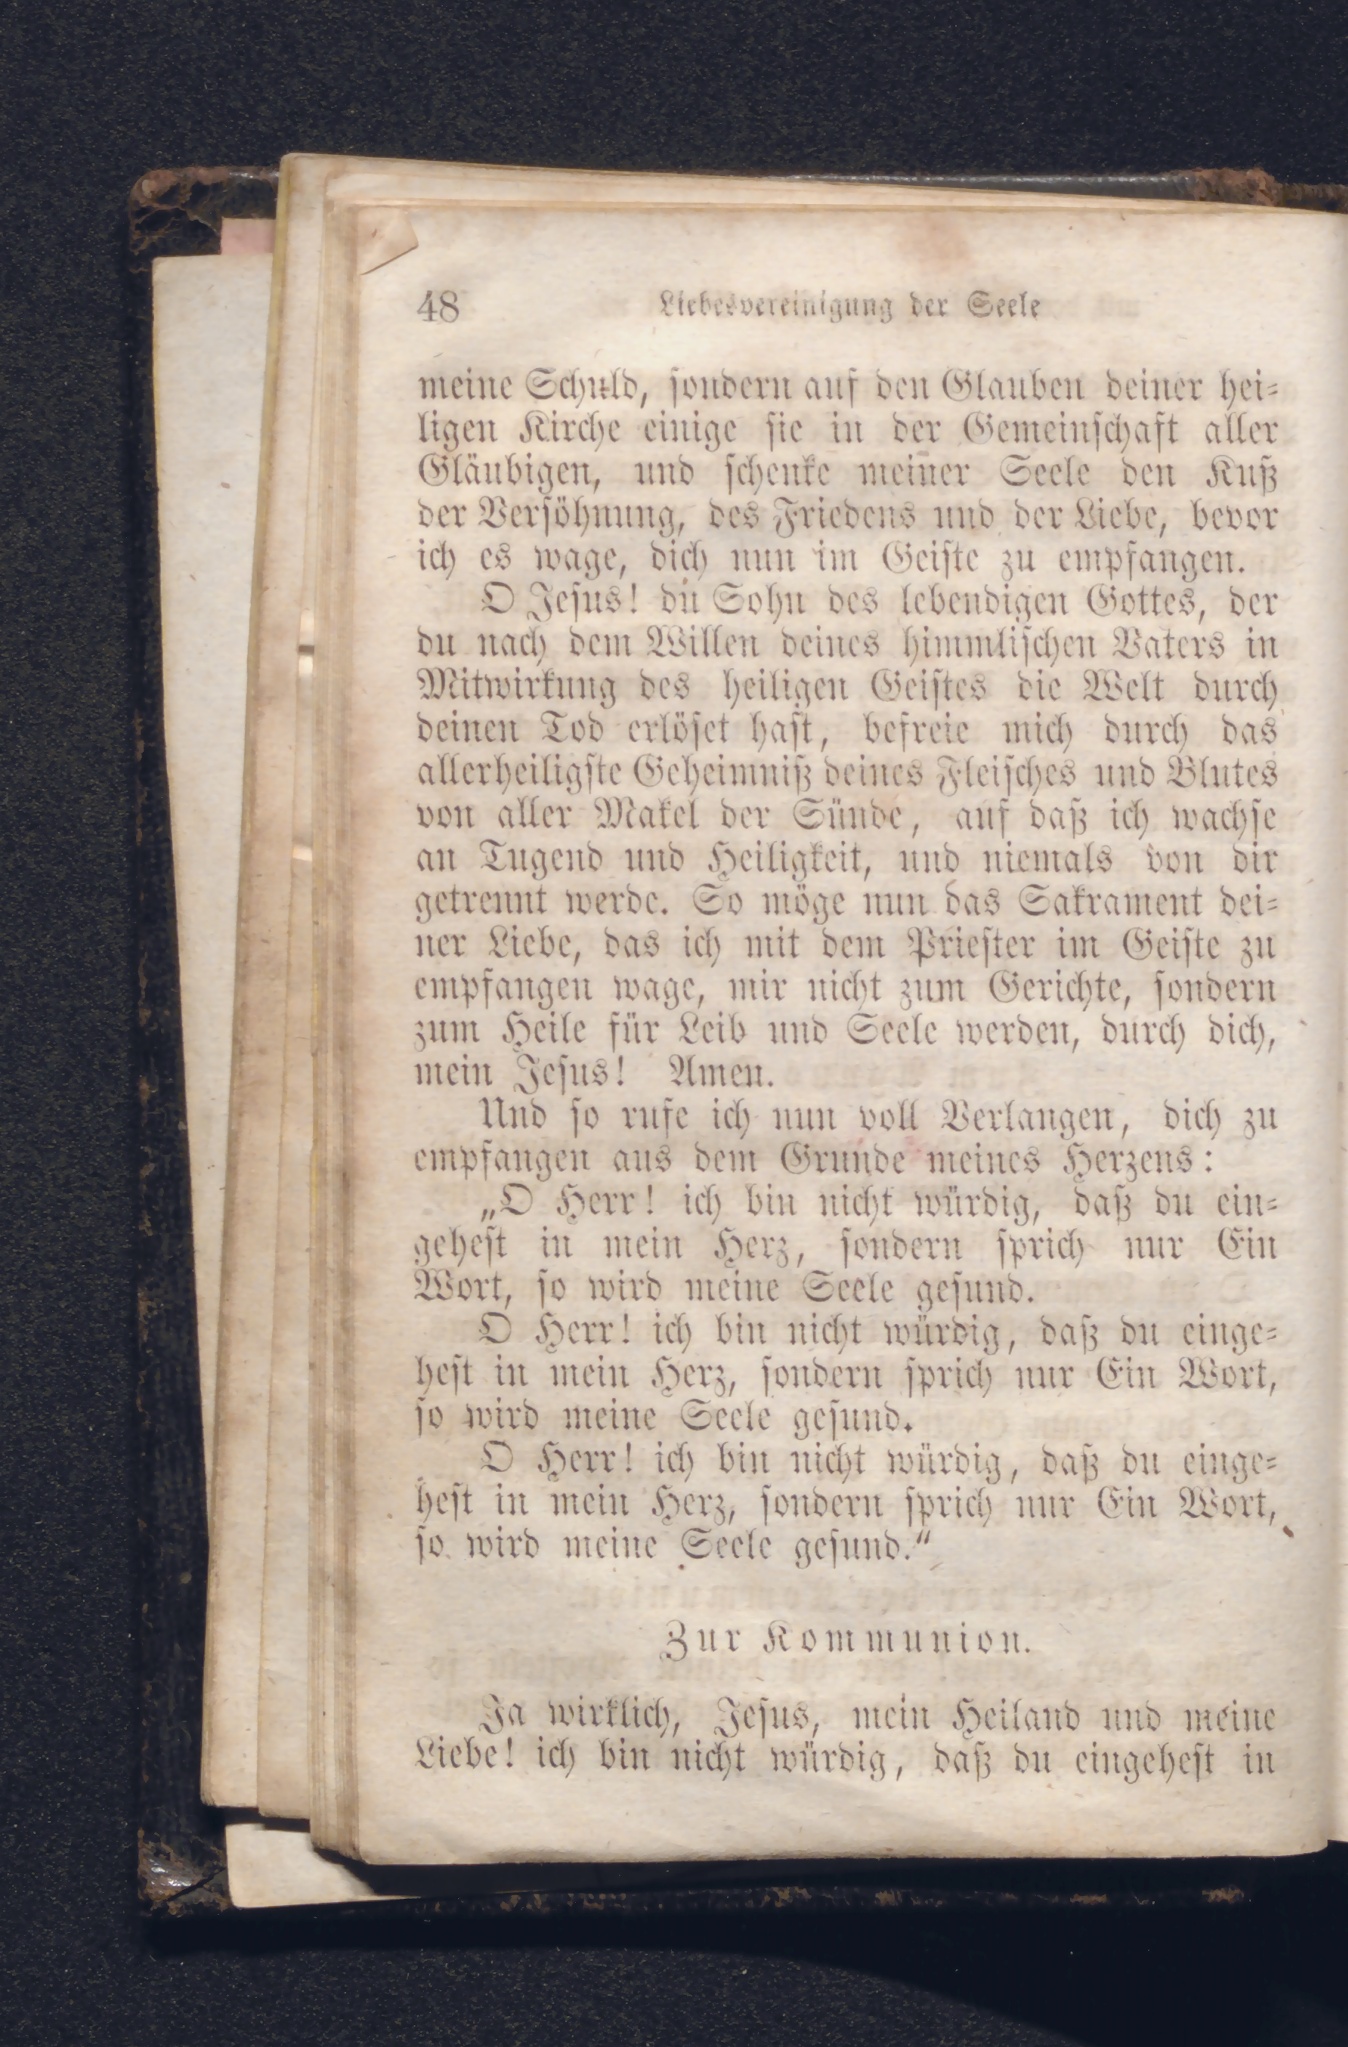 48 Liebesvereinigung der Seele
meine Schuld, sondern auf den Glauben deiner hei-
ligen Kirche einige sie in der Gemeinschaft aller
Gläubigen, und schenke meiner Seele den Kuß
der Versöhnung, des Friedens und der Liebe, bevor
ich es wage, dich nun im Geiste zu empfangen.
O Jesus! du Sohn des lebendigen Gottes, der
du nach dem Willen deines himmlischen Vaters in
Mitwirkung des heiligen Geistes die Welt durch
deinen Tod erlöset hast, befreie mich durch das
allerheiligste Geheimniß deines Fleisches und Blutes
von aller Makel der Sünde, auf daß ich wachse
an Tugend und Heiligkeit, und niemals von dir
getrennt werde. So möge nun das Sakrament dei-
ner Liebe, das ich mit dem Priester im Geiste zu
empfangen wage, mir nicht zum Gerichte, sondern
zum Heile für Leib und Seele werden, durch dich,
mein Jesus! Amen.
Und so rufe ich nun voll Verlangen, dich zu
empfangen aus dem Grunde meines Herzens:
„O Herr! ich bin nicht würdig, daß du ein-
gehest in mein Herz, sondern sprich nur Ein
Wort, so wird meine Seele gesund.
O Herr! ich bin nicht würdig, daß du einge-
hest in mein Herz, sondern sprich nur Ein Wort,
so wird meine Seele gesund.
O Herr! ich bin nicht würdig, daß du einge-
hest in mein Herz, sondern sprich nur Ein Wort,
so wird meine Seele gesund.“
Zur Kommunion.
Ja wirklich, Jesus, mein Heiland und meine
Liebe! ich bin nicht würdig, daß du eingehest in